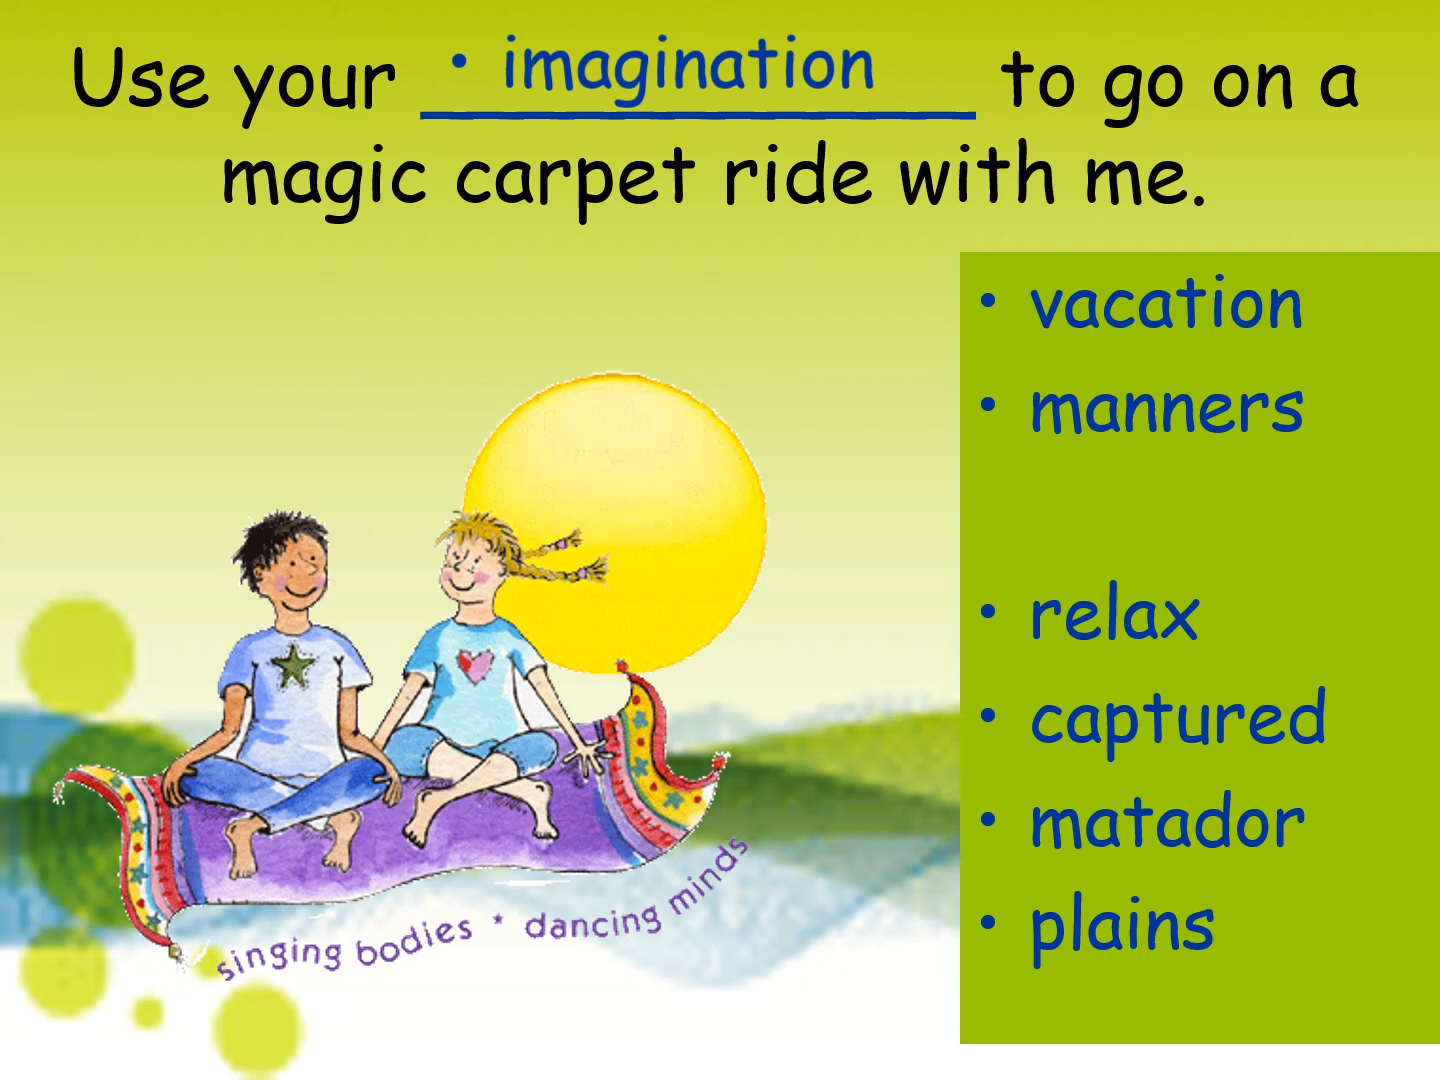 Use your • imagination to go on a
magic carpet ride with me.
• vacation
• manners
• relax
• captured
• matador
• plains
singing bodies * dancing minds